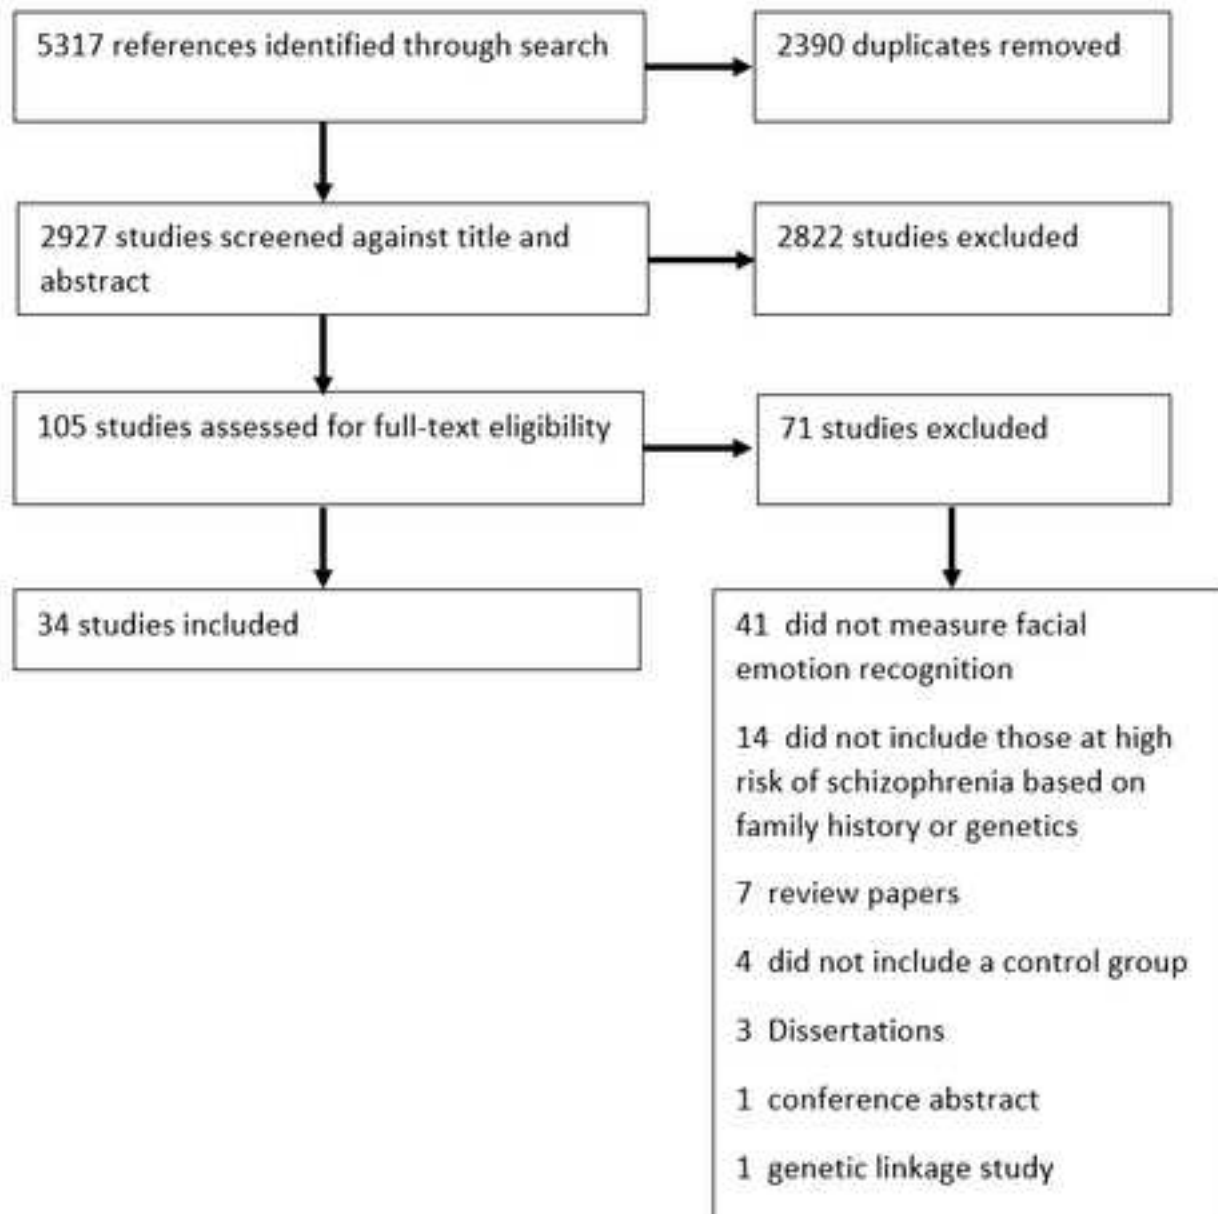 5317 references identified through search
2390 duplicates removed
2927 studies screened against title and
abstract
2822 studies excluded
105 studies assessed for full-text eligibility
71 studies excluded
34 studies included
41 did not measure facial
emotion recognition
14 did not include those at high
risk of schizophrenia based on
family history or genetics
7 review papers
4 did not include a control group
3 Dissertations
1 conference abstract
1 genetic linkage study